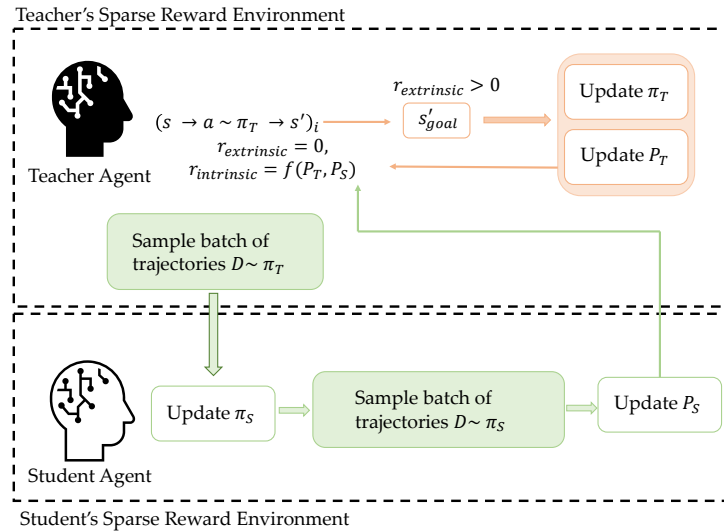 Teacher's Sparse Reward Environment
Teacher Agent
(s → a ~ π_T → s′)_i
r_extrinsic = 0,
r_intrinsic = f(P_T, P_S)
r_extrinsic > 0
s′_goal
Update π_T
Update P_T
Sample batch of
trajectories D~ π_T
Student Agent
Update π_S
Sample batch of
trajectories D~ π_S
Update P_S
Student's Sparse Reward Environment